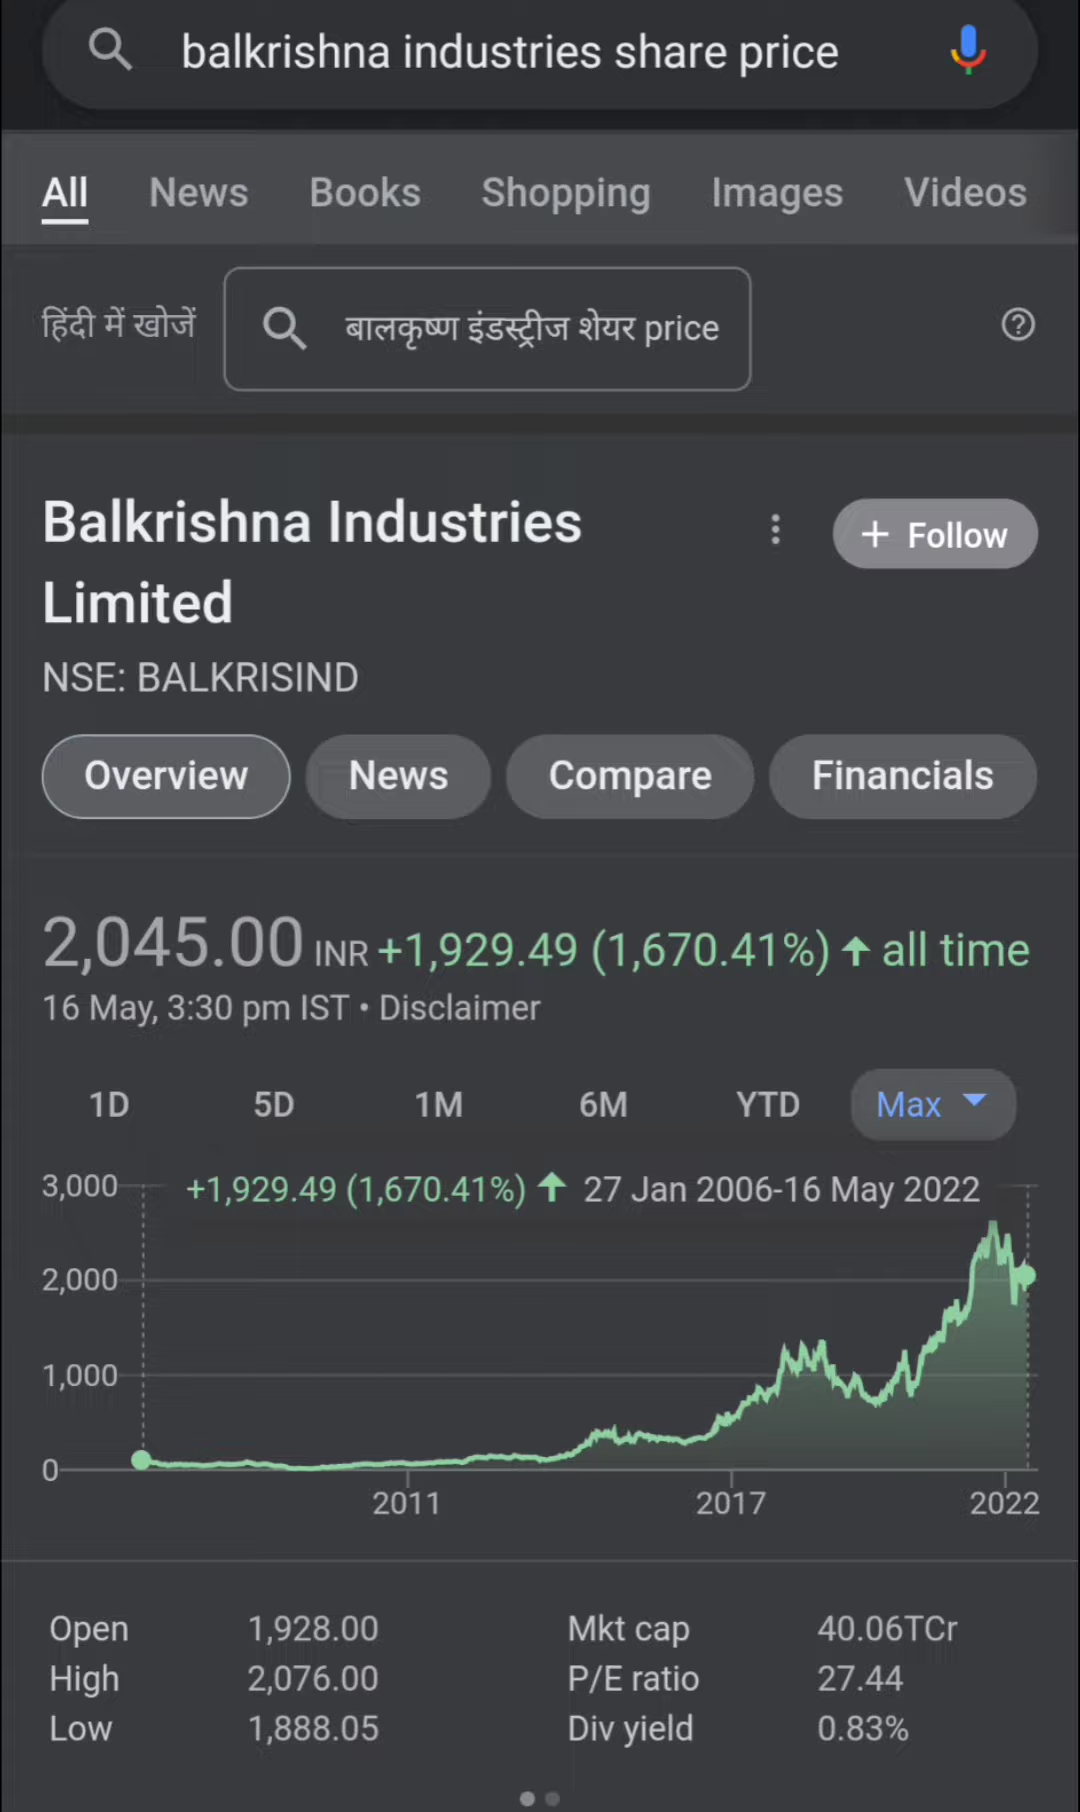 balkrishna industries share price
All News Books Shopping Images Videos
हिंदी में खोजें बालकृष्ण इंडस्ट्रीज शेयर price
Balkrishna Industries
Limited
+ Follow
NSE: BALKRISIND
Overview News Compare Financials
2,045.00 INR +1,929.49 (1,670.41%) ↑ all time
16 May, 3:30 pm IST • Disclaimer
1D 5D 1M 6M YTD Max
+1,929.49 (1,670.41%) ↑ 27 Jan 2006-16 May 2022
3,000
2,000
1,000
0
2011 2017 2022
Open 1,928.00 Mkt cap 40.06TCr
High 2,076.00 P/E ratio 27.44
Low 1,888.05 Div yield 0.83%